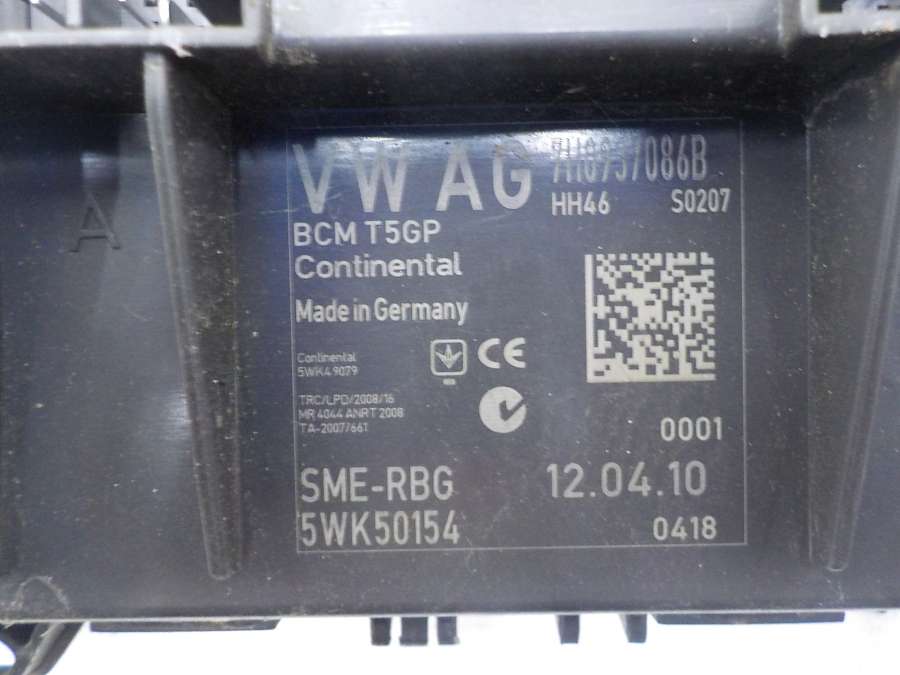 A
VW AG 7H0937086B
HH46 S0207
BCM T5GP
Continental
Made in Germany
Continental
5WK49079
CE
TRC/LPD/2008/16
MR 4044 ANRT 2008
TA-2007/661
0001
SME-RBG 12.04.10
5WK50154 0418